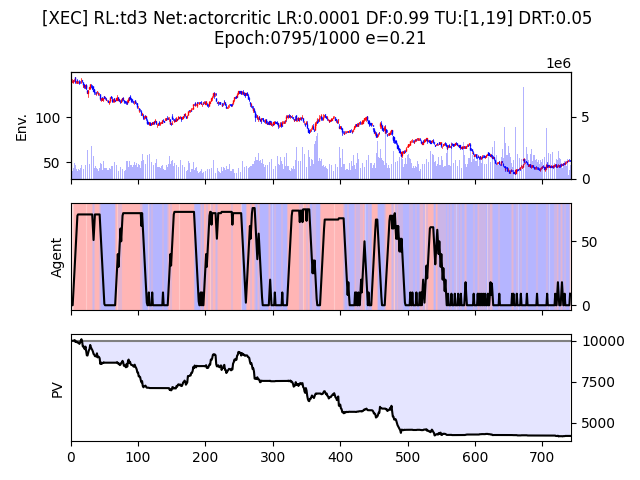 [XEC] RL:td3 Net:actorcritic LR:0.0001 DF:0.99 TU:[1,19] DRT:0.05
Epoch:0795/1000 e=0.21
1e6
Env.
100
50
5
0
Agent
50
0
PV
10000
7500
5000
0 100 200 300 400 500 600 700